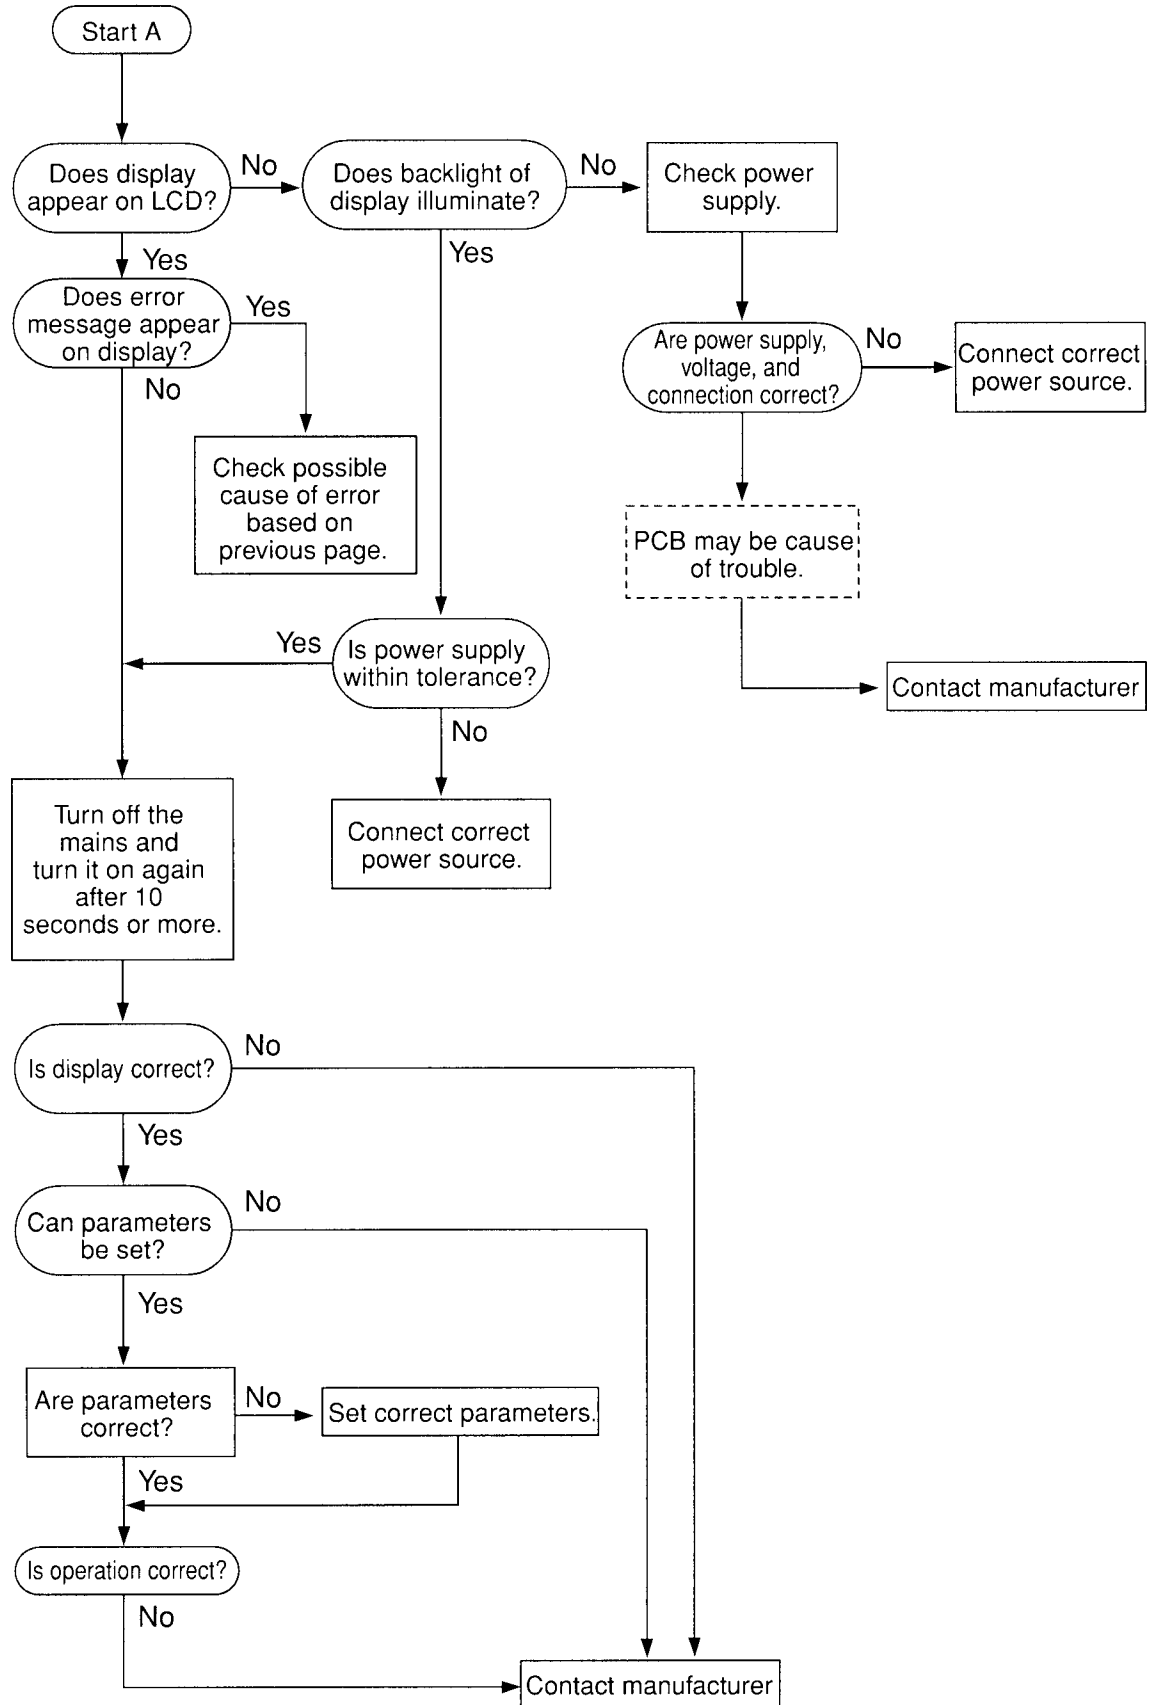 Start A
Does display
appear on LCD?
No
Does backlight of
display illuminate?
No
Check power
supply.
Yes
Yes
Does error
message appear
on display?
Yes
No
Are power supply,
voltage, and
connection correct?
No
Connect correct
power source.
Check possible
cause of error
based on
previous page.
PCB may be cause
of trouble.
Yes
Is power supply
within tolerance?
Contact manufacturer
No
Turn off the
mains and
turn it on again
after 10
seconds or more.
Connect correct
power source.
Is display correct?
No
Yes
Can parameters
be set?
No
Yes
Are parameters
correct?
No
Set correct parameters.
Yes
Is operation correct?
No
Contact manufacturer